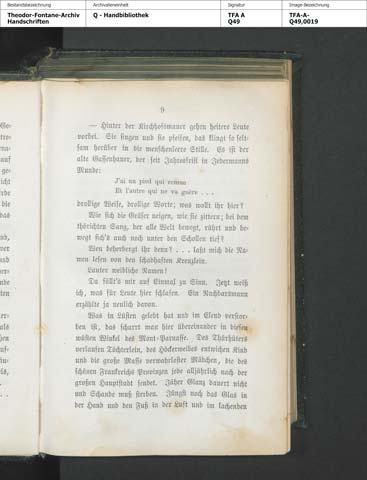 Bestandsbezeichnung
Archivalieneinheit
Signatur
Image-Bezeichnung
Theodor-Fontane-Archiv
Handschriften
Q - Handbibliothek
TFA A
Q49
TFA-A-
Q49,0019
9
— Hinter der Kirchhofsmauer gehen heitere Leute
vorbei. Sie singen und sie pfeifen, das klingt so selt-
sam herüber in die menschenleere Stille. Es ist der
alte Gassenhauer, der seit Jahresfrist in Jedermanns
Munde:
J'ai un pied qui remue
Et l'autre qui ne va guère . . .
drollige Weise, drollige Worte; was wollt ihr hier?
Wie sich die Gräser neigen, wie sie zittern; bei dem
thörichten Sang, der alle Welt bewegt, rührt und be-
wegt sich's auch noch unter den Schollen tief?
Wen beherbergt ihr denn? . . . laßt mich die Na-
men lesen von den schadhaften Kreuzlein.
Lauter weibliche Namen!
Da fällt's mir auf Einmal zu Sinn. Jetzt weiß
ich, was für Leute hier schlafen. Ein Nachbarsmann
erzählte ja neulich davon.
Was in Lüsten gelebt hat und im Elend verstor-
ben ist, das scharrt man hier übereinander in diesen
wüsten Winkel des Mont-Parnasse. Des Thürhüters
verlaufen Töchterlein, des Höckerweibes entwichen Kind
und die große Masse verwahrloster Mädchen, die des
schönen Frankreichs Provinzen jede alljährlich nach der
großen Hauptstadt sendet. Jäher Glanz dauert nicht
und Schande muß sterben. Jüngst noch das Glas in
der Hand und den Fuß in der Luft und im lachenden